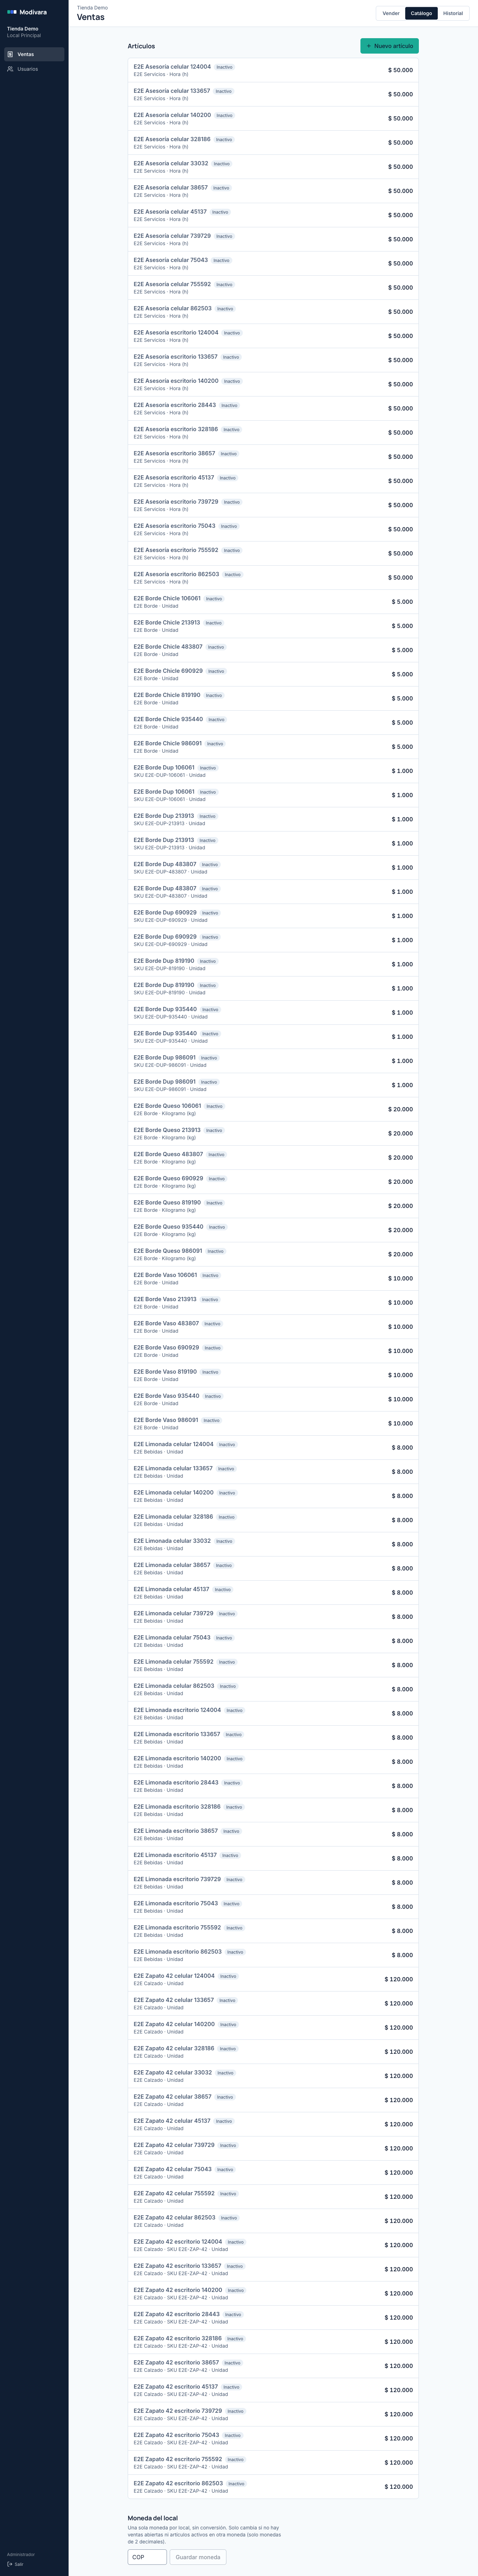 Modivara
Tienda Demo
Local Principal
Ventas
Usuarios
Tienda Demo
Ventas
Vender
Catálogo
Historial
Artículos
+ Nuevo artículo
E2E Asesoría celular 124004 Inactivo
E2E Servicios · Hora (h)
$ 50.000
E2E Asesoría celular 133657 Inactivo
E2E Servicios · Hora (h)
$ 50.000
E2E Asesoría celular 140200 Inactivo
E2E Servicios · Hora (h)
$ 50.000
E2E Asesoría celular 328186 Inactivo
E2E Servicios · Hora (h)
$ 50.000
E2E Asesoría celular 33032 Inactivo
E2E Servicios · Hora (h)
$ 50.000
E2E Asesoría celular 38657 Inactivo
E2E Servicios · Hora (h)
$ 50.000
E2E Asesoría celular 45137 Inactivo
E2E Servicios · Hora (h)
$ 50.000
E2E Asesoría celular 739729 Inactivo
E2E Servicios · Hora (h)
$ 50.000
E2E Asesoría celular 75043 Inactivo
E2E Servicios · Hora (h)
$ 50.000
E2E Asesoría celular 755592 Inactivo
E2E Servicios · Hora (h)
$ 50.000
E2E Asesoría celular 862503 Inactivo
E2E Servicios · Hora (h)
$ 50.000
E2E Asesoría escritorio 124004 Inactivo
E2E Servicios · Hora (h)
$ 50.000
E2E Asesoría escritorio 133657 Inactivo
E2E Servicios · Hora (h)
$ 50.000
E2E Asesoría escritorio 140200 Inactivo
E2E Servicios · Hora (h)
$ 50.000
E2E Asesoría escritorio 28443 Inactivo
E2E Servicios · Hora (h)
$ 50.000
E2E Asesoría escritorio 328186 Inactivo
E2E Servicios · Hora (h)
$ 50.000
E2E Asesoría escritorio 38657 Inactivo
E2E Servicios · Hora (h)
$ 50.000
E2E Asesoría escritorio 45137 Inactivo
E2E Servicios · Hora (h)
$ 50.000
E2E Asesoría escritorio 739729 Inactivo
E2E Servicios · Hora (h)
$ 50.000
E2E Asesoría escritorio 75043 Inactivo
E2E Servicios · Hora (h)
$ 50.000
E2E Asesoría escritorio 755592 Inactivo
E2E Servicios · Hora (h)
$ 50.000
E2E Asesoría escritorio 862503 Inactivo
E2E Servicios · Hora (h)
$ 50.000
E2E Borde Chicle 106061 Inactivo
E2E Borde · Unidad
$ 5.000
E2E Borde Chicle 213913 Inactivo
E2E Borde · Unidad
$ 5.000
E2E Borde Chicle 483807 Inactivo
E2E Borde · Unidad
$ 5.000
E2E Borde Chicle 690929 Inactivo
E2E Borde · Unidad
$ 5.000
E2E Borde Chicle 819190 Inactivo
E2E Borde · Unidad
$ 5.000
E2E Borde Chicle 935440 Inactivo
E2E Borde · Unidad
$ 5.000
E2E Borde Chicle 986091 Inactivo
E2E Borde · Unidad
$ 5.000
E2E Borde Dup 106061 Inactivo
SKU E2E-DUP-106061 · Unidad
$ 1.000
E2E Borde Dup 106061 Inactivo
SKU E2E-DUP-106061 · Unidad
$ 1.000
E2E Borde Dup 213913 Inactivo
SKU E2E-DUP-213913 · Unidad
$ 1.000
E2E Borde Dup 213913 Inactivo
SKU E2E-DUP-213913 · Unidad
$ 1.000
E2E Borde Dup 483807 Inactivo
SKU E2E-DUP-483807 · Unidad
$ 1.000
E2E Borde Dup 483807 Inactivo
SKU E2E-DUP-483807 · Unidad
$ 1.000
E2E Borde Dup 690929 Inactivo
SKU E2E-DUP-690929 · Unidad
$ 1.000
E2E Borde Dup 690929 Inactivo
SKU E2E-DUP-690929 · Unidad
$ 1.000
E2E Borde Dup 819190 Inactivo
SKU E2E-DUP-819190 · Unidad
$ 1.000
E2E Borde Dup 819190 Inactivo
SKU E2E-DUP-819190 · Unidad
$ 1.000
E2E Borde Dup 935440 Inactivo
SKU E2E-DUP-935440 · Unidad
$ 1.000
E2E Borde Dup 935440 Inactivo
SKU E2E-DUP-935440 · Unidad
$ 1.000
E2E Borde Dup 986091 Inactivo
SKU E2E-DUP-986091 · Unidad
$ 1.000
E2E Borde Dup 986091 Inactivo
SKU E2E-DUP-986091 · Unidad
$ 1.000
E2E Borde Queso 106061 Inactivo
E2E Borde · Kilogramo (kg)
$ 20.000
E2E Borde Queso 213913 Inactivo
E2E Borde · Kilogramo (kg)
$ 20.000
E2E Borde Queso 483807 Inactivo
E2E Borde · Kilogramo (kg)
$ 20.000
E2E Borde Queso 690929 Inactivo
E2E Borde · Kilogramo (kg)
$ 20.000
E2E Borde Queso 819190 Inactivo
E2E Borde · Kilogramo (kg)
$ 20.000
E2E Borde Queso 935440 Inactivo
E2E Borde · Kilogramo (kg)
$ 20.000
E2E Borde Queso 986091 Inactivo
E2E Borde · Kilogramo (kg)
$ 20.000
E2E Borde Vaso 106061 Inactivo
E2E Borde · Unidad
$ 10.000
E2E Borde Vaso 213913 Inactivo
E2E Borde · Unidad
$ 10.000
E2E Borde Vaso 483807 Inactivo
E2E Borde · Unidad
$ 10.000
E2E Borde Vaso 690929 Inactivo
E2E Borde · Unidad
$ 10.000
E2E Borde Vaso 819190 Inactivo
E2E Borde · Unidad
$ 10.000
E2E Borde Vaso 935440 Inactivo
E2E Borde · Unidad
$ 10.000
E2E Borde Vaso 986091 Inactivo
E2E Borde · Unidad
$ 10.000
E2E Limonada celular 124004 Inactivo
E2E Bebidas · Unidad
$ 8.000
E2E Limonada celular 133657 Inactivo
E2E Bebidas · Unidad
$ 8.000
E2E Limonada celular 140200 Inactivo
E2E Bebidas · Unidad
$ 8.000
E2E Limonada celular 328186 Inactivo
E2E Bebidas · Unidad
$ 8.000
E2E Limonada celular 33032 Inactivo
E2E Bebidas · Unidad
$ 8.000
E2E Limonada celular 38657 Inactivo
E2E Bebidas · Unidad
$ 8.000
E2E Limonada celular 45137 Inactivo
E2E Bebidas · Unidad
$ 8.000
E2E Limonada celular 739729 Inactivo
E2E Bebidas · Unidad
$ 8.000
E2E Limonada celular 75043 Inactivo
E2E Bebidas · Unidad
$ 8.000
E2E Limonada celular 755592 Inactivo
E2E Bebidas · Unidad
$ 8.000
E2E Limonada celular 862503 Inactivo
E2E Bebidas · Unidad
$ 8.000
E2E Limonada escritorio 124004 Inactivo
E2E Bebidas · Unidad
$ 8.000
E2E Limonada escritorio 133657 Inactivo
E2E Bebidas · Unidad
$ 8.000
E2E Limonada escritorio 140200 Inactivo
E2E Bebidas · Unidad
$ 8.000
E2E Limonada escritorio 28443 Inactivo
E2E Bebidas · Unidad
$ 8.000
E2E Limonada escritorio 328186 Inactivo
E2E Bebidas · Unidad
$ 8.000
E2E Limonada escritorio 38657 Inactivo
E2E Bebidas · Unidad
$ 8.000
E2E Limonada escritorio 45137 Inactivo
E2E Bebidas · Unidad
$ 8.000
E2E Limonada escritorio 739729 Inactivo
E2E Bebidas · Unidad
$ 8.000
E2E Limonada escritorio 75043 Inactivo
E2E Bebidas · Unidad
$ 8.000
E2E Limonada escritorio 755592 Inactivo
E2E Bebidas · Unidad
$ 8.000
E2E Limonada escritorio 862503 Inactivo
E2E Bebidas · Unidad
$ 8.000
E2E Zapato 42 celular 124004 Inactivo
E2E Calzado · Unidad
$ 120.000
E2E Zapato 42 celular 133657 Inactivo
E2E Calzado · Unidad
$ 120.000
E2E Zapato 42 celular 140200 Inactivo
E2E Calzado · Unidad
$ 120.000
E2E Zapato 42 celular 328186 Inactivo
E2E Calzado · Unidad
$ 120.000
E2E Zapato 42 celular 33032 Inactivo
E2E Calzado · Unidad
$ 120.000
E2E Zapato 42 celular 38657 Inactivo
E2E Calzado · Unidad
$ 120.000
E2E Zapato 42 celular 45137 Inactivo
E2E Calzado · Unidad
$ 120.000
E2E Zapato 42 celular 739729 Inactivo
E2E Calzado · Unidad
$ 120.000
E2E Zapato 42 celular 75043 Inactivo
E2E Calzado · Unidad
$ 120.000
E2E Zapato 42 celular 755592 Inactivo
E2E Calzado · Unidad
$ 120.000
E2E Zapato 42 celular 862503 Inactivo
E2E Calzado · Unidad
$ 120.000
E2E Zapato 42 escritorio 124004 Inactivo
E2E Calzado · SKU E2E-ZAP-42 · Unidad
$ 120.000
E2E Zapato 42 escritorio 133657 Inactivo
E2E Calzado · SKU E2E-ZAP-42 · Unidad
$ 120.000
E2E Zapato 42 escritorio 140200 Inactivo
E2E Calzado · SKU E2E-ZAP-42 · Unidad
$ 120.000
E2E Zapato 42 escritorio 28443 Inactivo
E2E Calzado · SKU E2E-ZAP-42 · Unidad
$ 120.000
E2E Zapato 42 escritorio 328186 Inactivo
E2E Calzado · SKU E2E-ZAP-42 · Unidad
$ 120.000
E2E Zapato 42 escritorio 38657 Inactivo
E2E Calzado · SKU E2E-ZAP-42 · Unidad
$ 120.000
E2E Zapato 42 escritorio 45137 Inactivo
E2E Calzado · SKU E2E-ZAP-42 · Unidad
$ 120.000
E2E Zapato 42 escritorio 739729 Inactivo
E2E Calzado · SKU E2E-ZAP-42 · Unidad
$ 120.000
E2E Zapato 42 escritorio 75043 Inactivo
E2E Calzado · SKU E2E-ZAP-42 · Unidad
$ 120.000
E2E Zapato 42 escritorio 755592 Inactivo
E2E Calzado · SKU E2E-ZAP-42 · Unidad
$ 120.000
E2E Zapato 42 escritorio 862503 Inactivo
E2E Calzado · SKU E2E-ZAP-42 · Unidad
$ 120.000
Moneda del local
Una sola moneda por local, sin conversión. Solo cambia si no hay
ventas abiertas ni artículos activos en otra moneda (solo monedas
de 2 decimales).
COP
Guardar moneda
Administrador
Salir